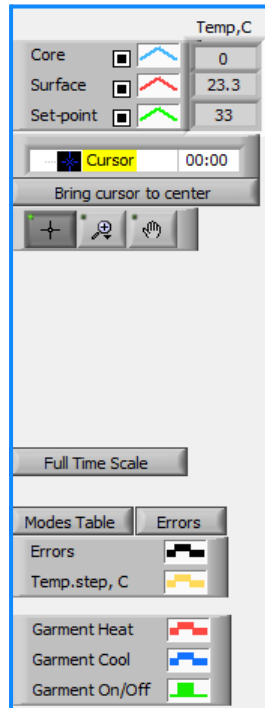 Temp,C
Core 0
Surface 23.3
Set-point 33
Cursor 00:00
Bring cursor to center
Full Time Scale
Modes Table Errors
Errors
Temp.step, C
Garment Heat
Garment Cool
Garment On/Off